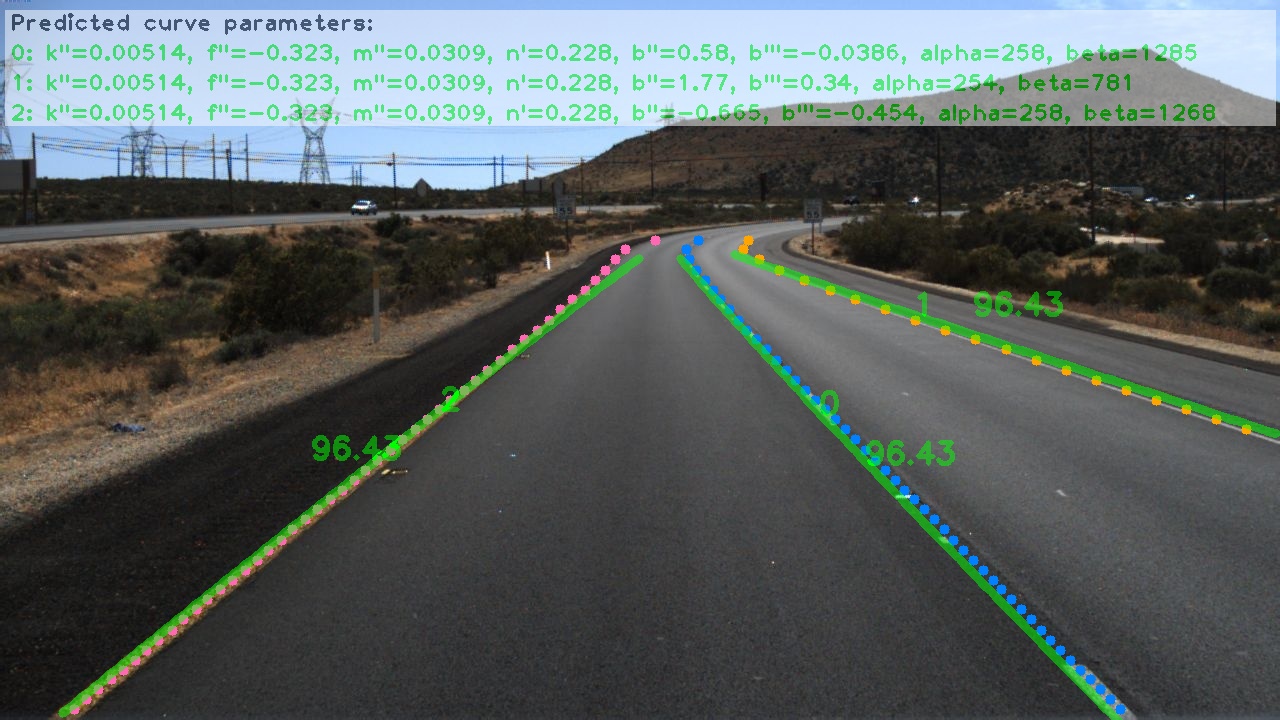 Predicted curve parameters:
0: k''=0.00514, f''=-0.323, m''=0.0309, n'=0.228, b''=0.58, b'''=-0.0386, alpha=258, beta=1285
1: k''=0.00514, f''=-0.323, m''=0.0309, n'=0.228, b''=1.77, b'''=0.34, alpha=254, beta=781
2: k''=0.00514, f''=-0.323, m''=0.0309, n'=0.228, b''=-0.665, b'''=-0.454, alpha=258, beta=1268
55
55
1 96.43
2
0
96.43
96.43